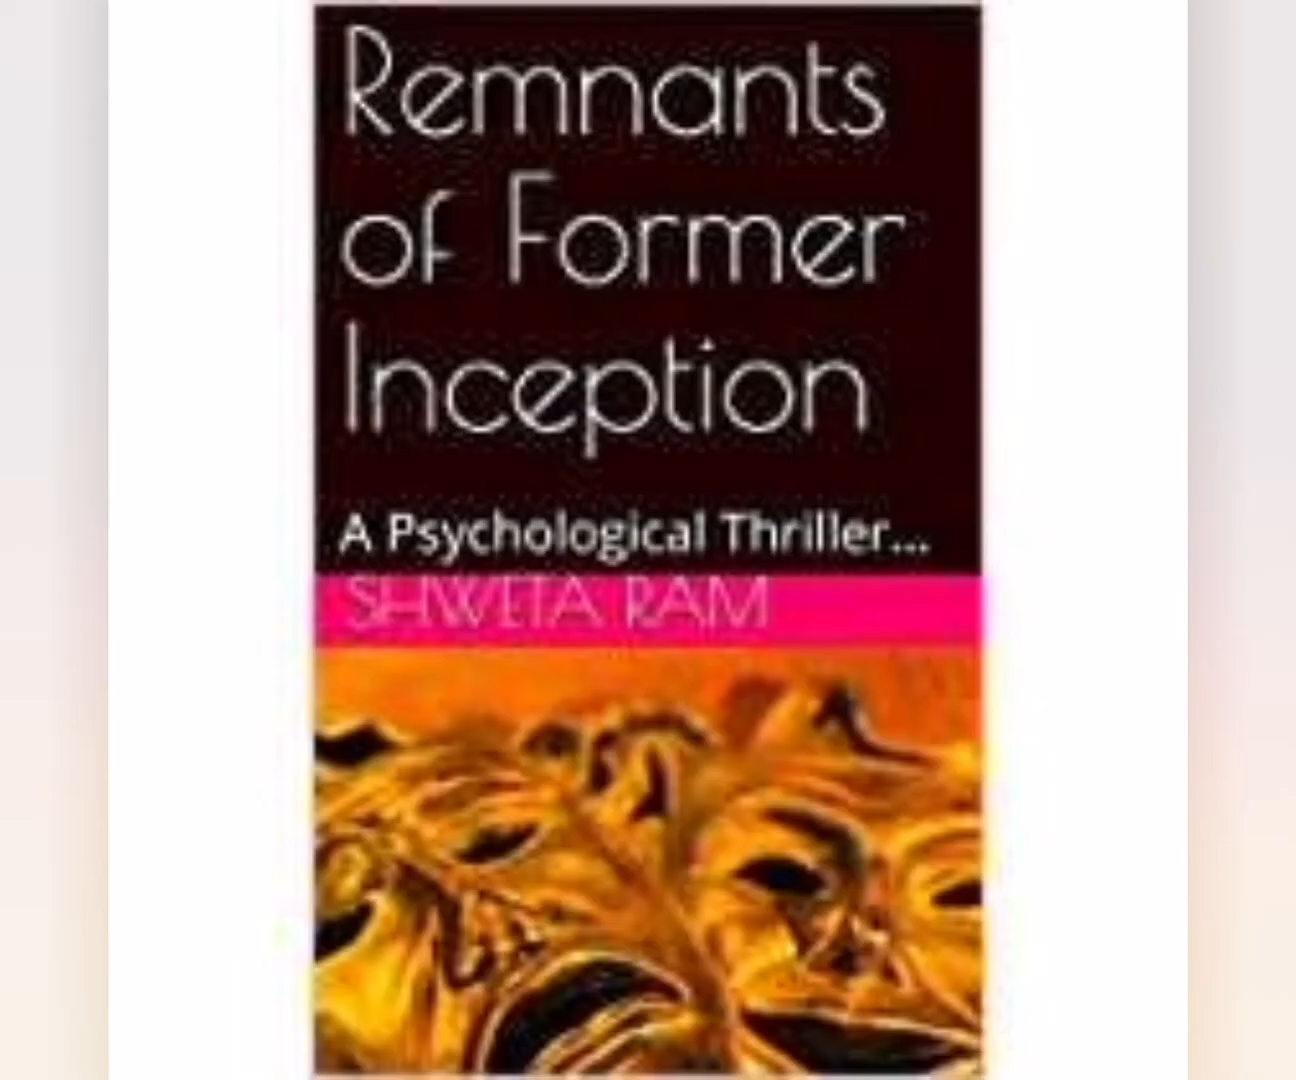 Remnants
of Former
Inception
A Psychological Thriller...
SHWETA RAM